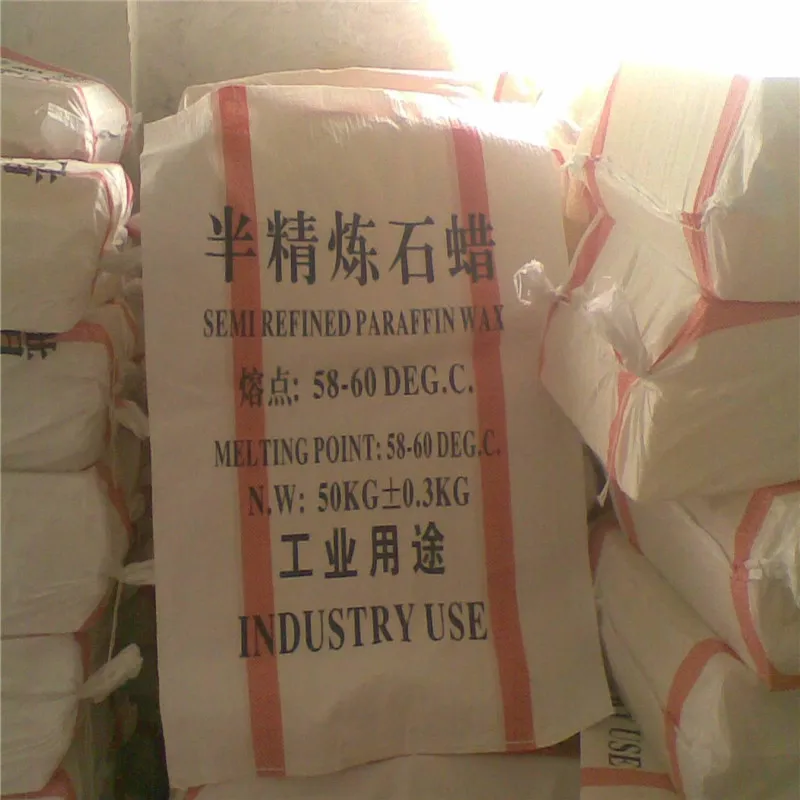 半精炼石蜡
SEMI REFINED PARAFFIN WAX
熔点: 58-60 DEG.C.
MELTING POINT: 58-60 DEG.C.
N.W: 50KG±0.3KG
工业用途
INDUSTRY USE
USE